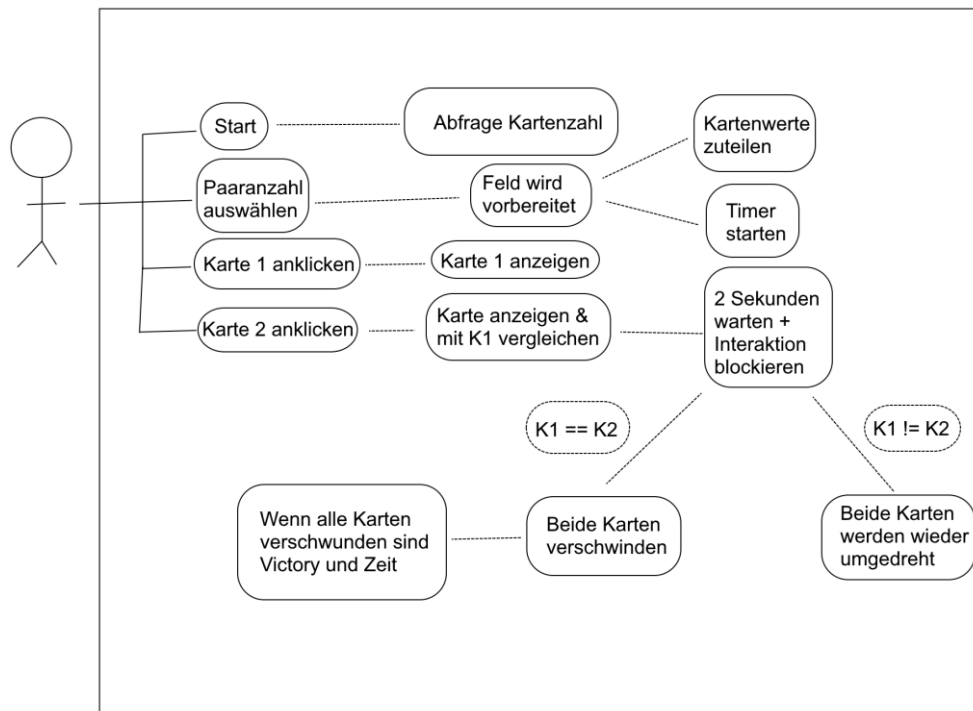 Start
Abfrage Kartenzahl
Kartenwerte
zuteilen
Paaranzahl
auswählen
Feld wird
vorbereitet
Timer
starten
Karte 1 anklicken
Karte 1 anzeigen
Karte 2 anklicken
Karte anzeigen &
mit K1 vergleichen
2 Sekunden
warten +
Interaktion
blockieren
K1 == K2
K1 != K2
Wenn alle Karten
verschwunden sind
Victory und Zeit
Beide Karten
verschwinden
Beide Karten
werden wieder
umgedreht